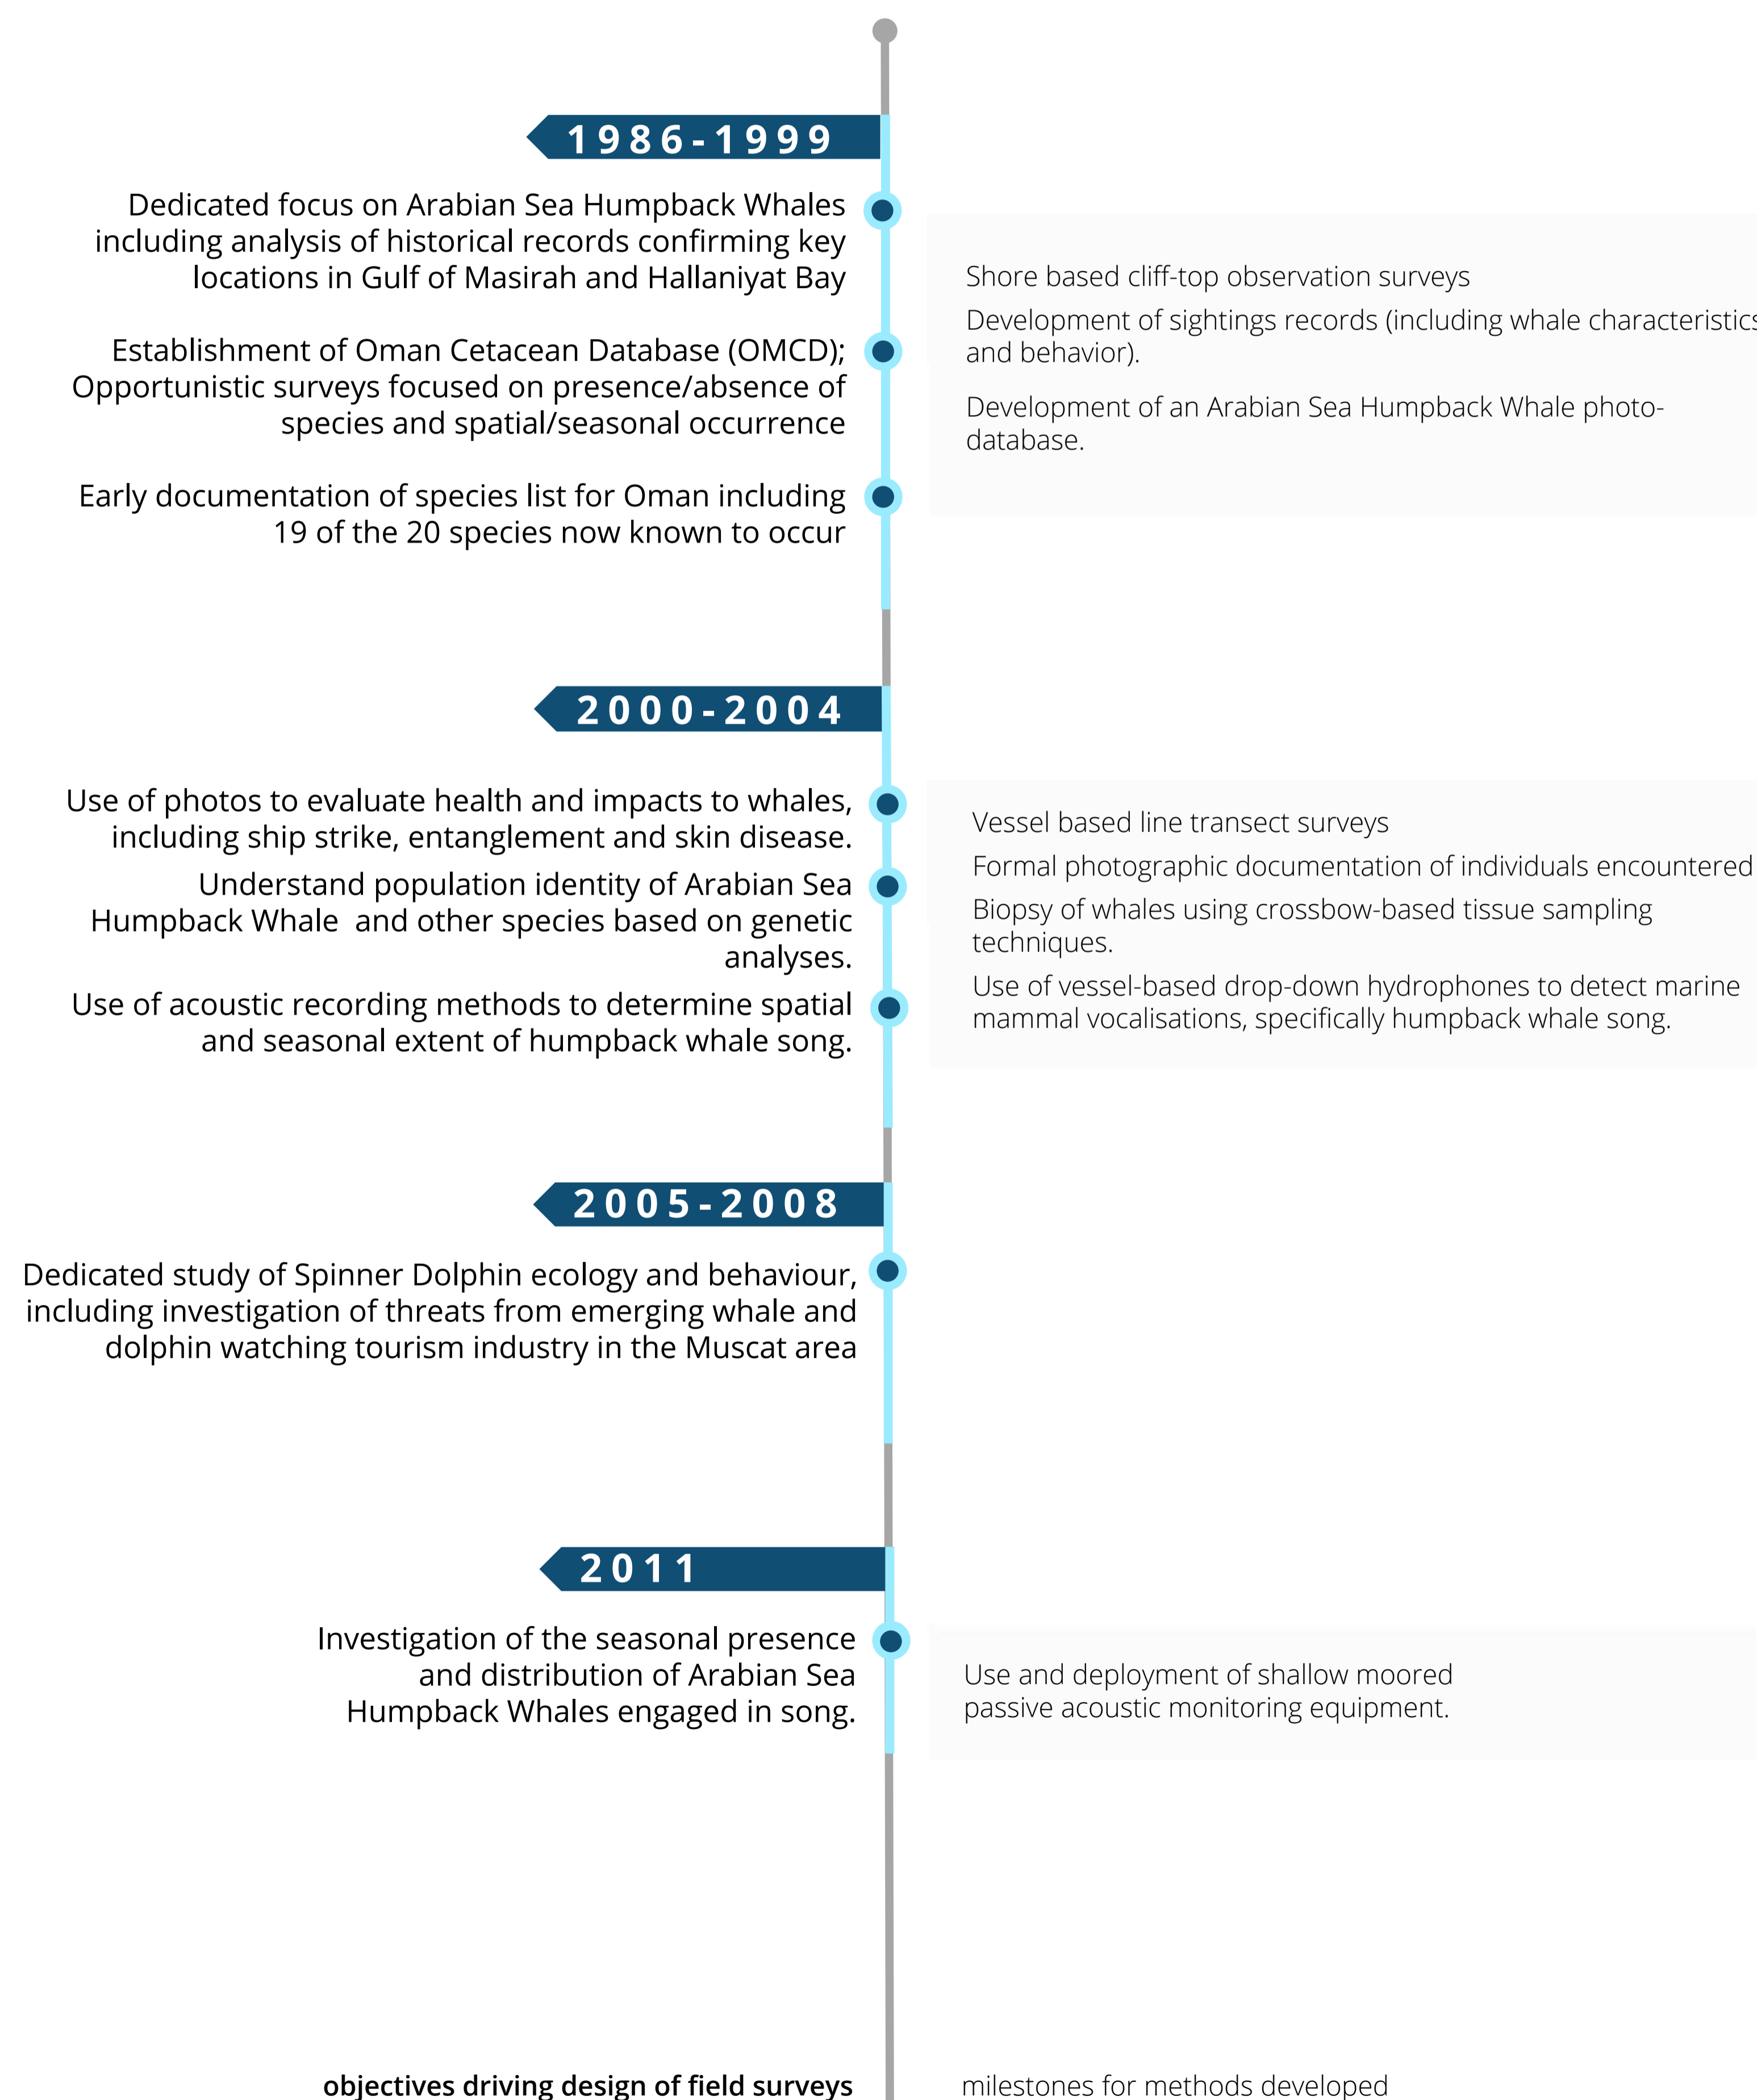 1986-1999
Dedicated focus on Arabian Sea Humpback Whales
including analysis of historical records confirming key
locations in Gulf of Masirah and Hallaniyat Bay
Establishment of Oman Cetacean Database (OMCD);
Opportunistic surveys focused on presence/absence of
species and spatial/seasonal occurrence
Early documentation of species list for Oman including
19 of the 20 species now known to occur
Shore based cliff-top observation surveys
Development of sightings records (including whale characteristics
and behavior).
Development of an Arabian Sea Humpback Whale photo-
database.
2000-2004
Use of photos to evaluate health and impacts to whales,
including ship strike, entanglement and skin disease.
Understand population identity of Arabian Sea
Humpback Whale and other species based on genetic
analyses.
Use of acoustic recording methods to determine spatial
and seasonal extent of humpback whale song.
Vessel based line transect surveys
Formal photographic documentation of individuals encountered
Biopsy of whales using crossbow-based tissue sampling
techniques.
Use of vessel-based drop-down hydrophones to detect marine
mammal vocalisations, specifically humpback whale song.
2005-2008
Dedicated study of Spinner Dolphin ecology and behaviour,
including investigation of threats from emerging whale and
dolphin watching tourism industry in the Muscat area
2011
Investigation of the seasonal presence
and distribution of Arabian Sea
Humpback Whales engaged in song.
Use and deployment of shallow moored
passive acoustic monitoring equipment.
objectives driving design of field surveys
milestones for methods developed